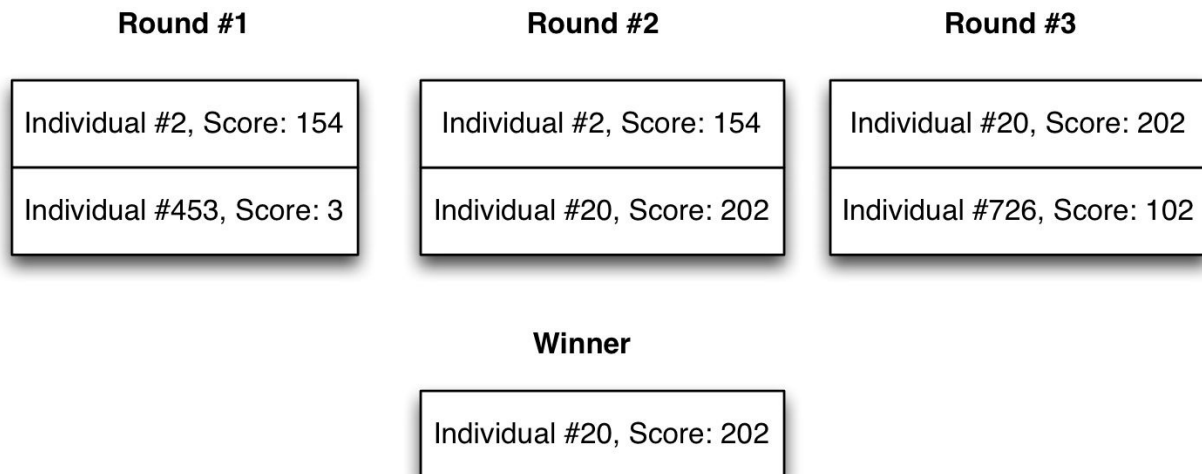 Round #1
Round #2
Round #3
Individual #2, Score: 154
Individual #2, Score: 154
Individual #20, Score: 202
Individual #453, Score: 3
Individual #20, Score: 202
Individual #726, Score: 102
Winner
Individual #20, Score: 202